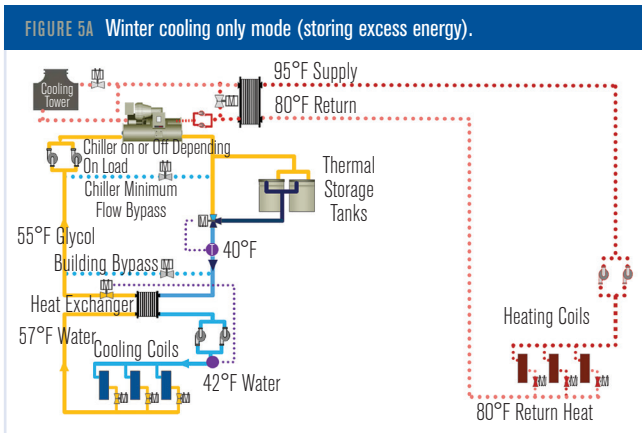 FIGURE 5A Winter cooling only mode (storing excess energy).
95°F Supply
Cooling
Tower
80°F Return
Chiller on or Off Depending
On Load
Thermal
Storage
Tanks
Chiller Minimum
Flow Bypass
55°F Glycol
40°F
Building Bypass
Heat Exchanger
57°F Water
Heating Coils
Cooling Coils
42°F Water
80°F Return Heat